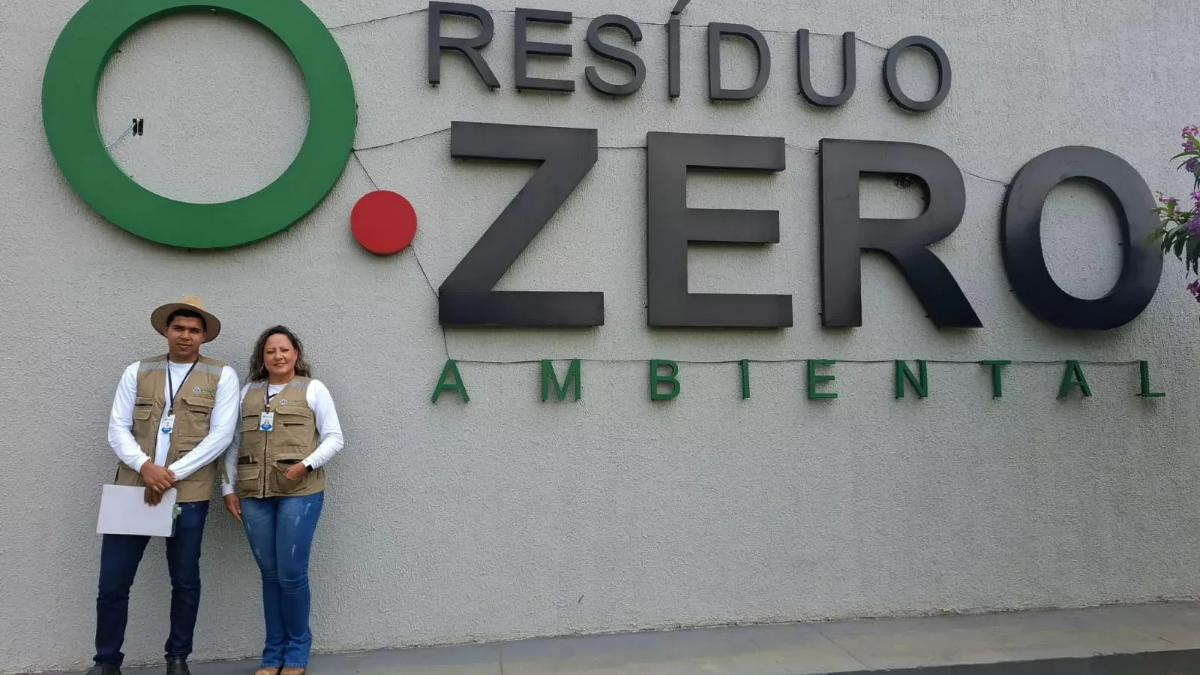 RESÍDUO
ZERO
AMBIENTAL